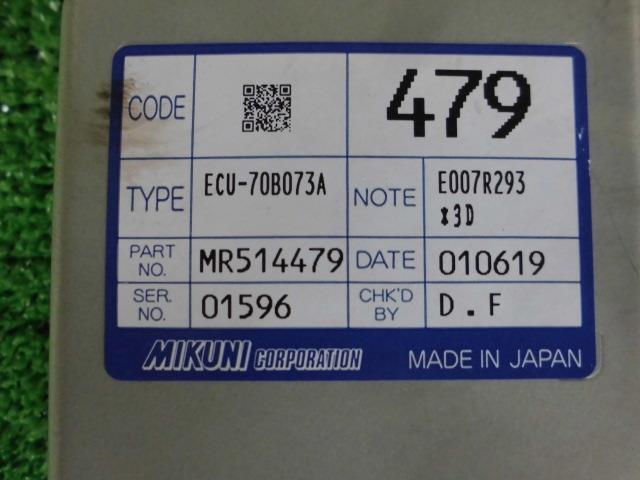 CODE 479
TYPE ECU-70B073A NOTE E007R293
*3D
PART NO. MR514479 DATE 010619
SER. NO. 01596 CHK'D BY D.F
MIKUNI CORPORATION MADE IN JAPAN